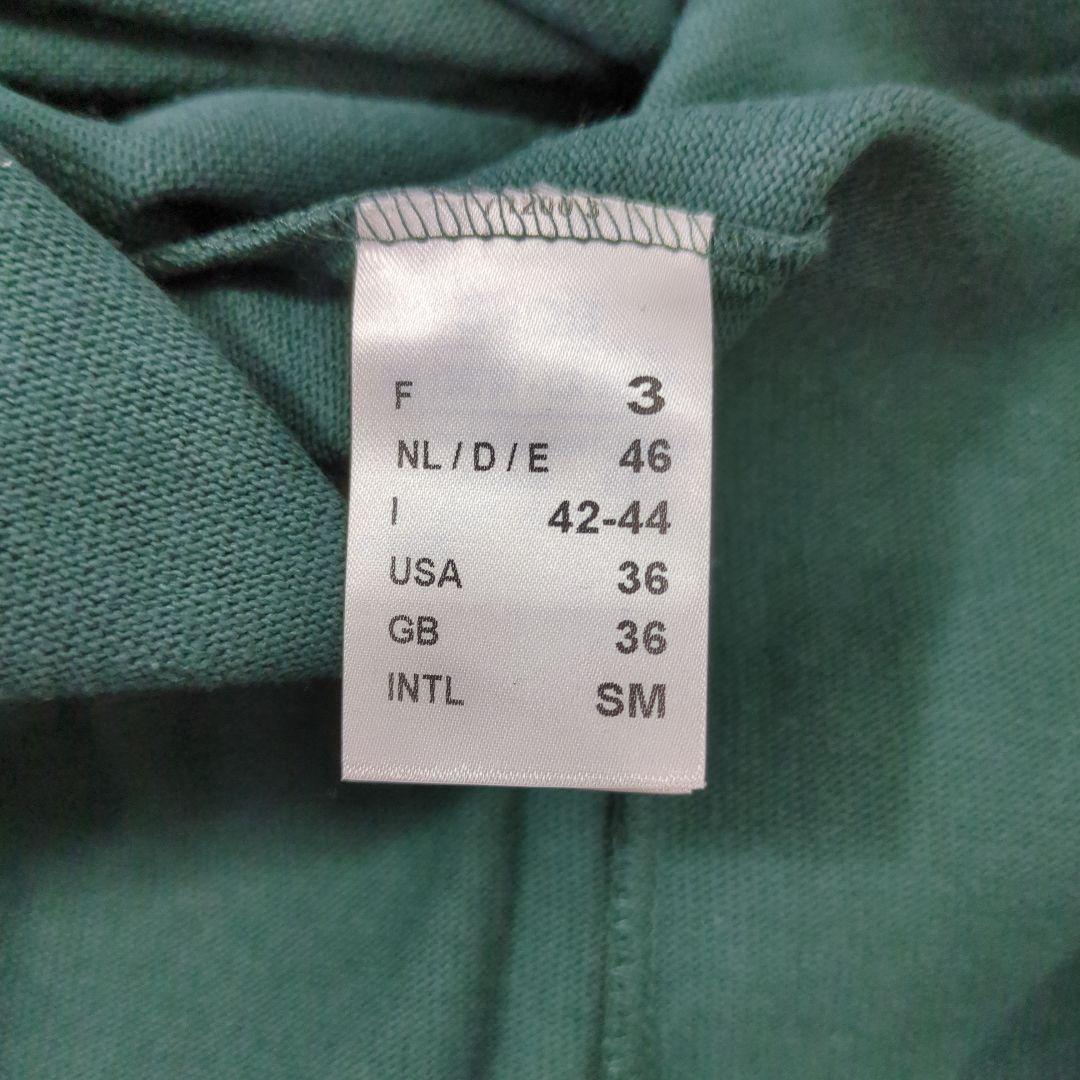 F 3
NL / D / E 46
I 42-44
USA 36
GB 36
INTL SM